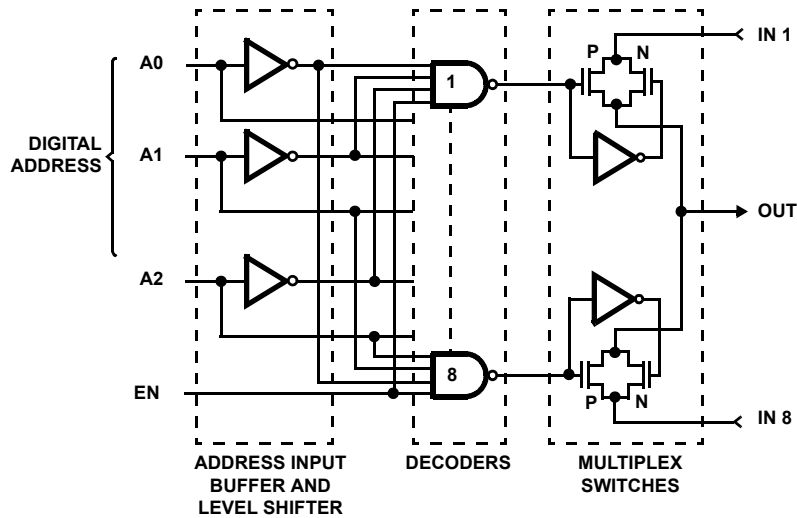 IN 1
P N
A0
1
DIGITAL
ADDRESS
A1
OUT
A2
EN
8
P N
IN 8
ADDRESS INPUT
BUFFER AND
LEVEL SHIFTER
DECODERS
MULTIPLEX
SWITCHES